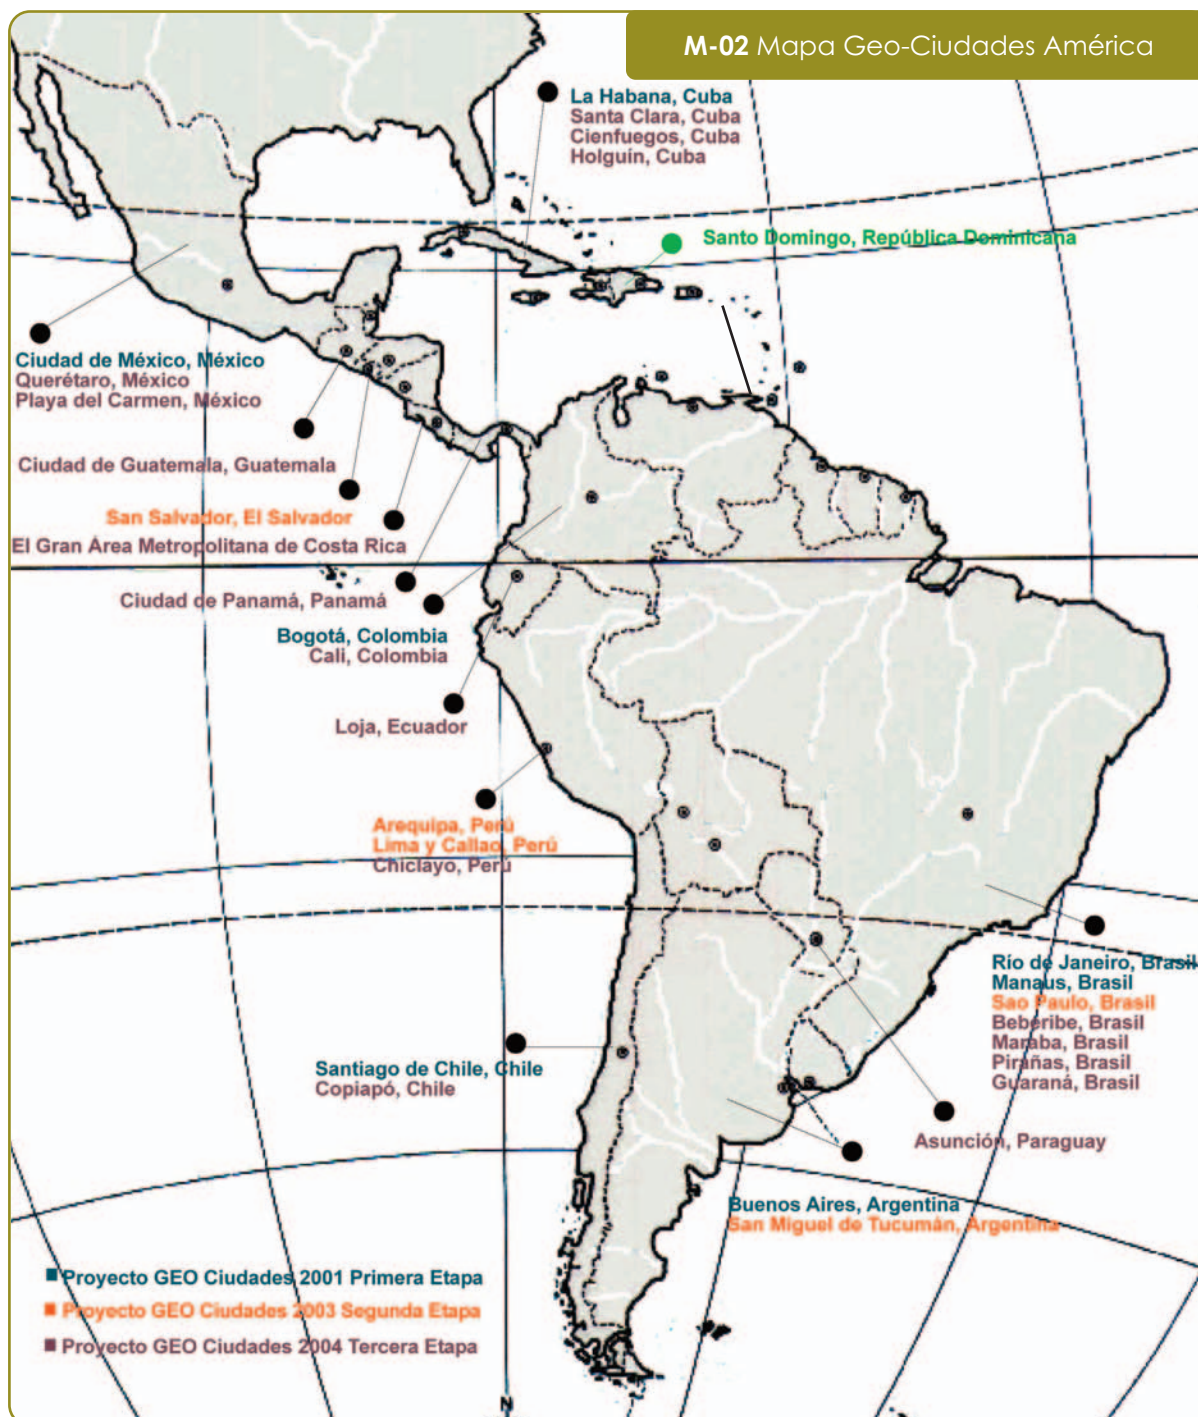 M-02 Mapa Geo-Ciudades América
La Habana, Cuba
Santa Clara, Cuba
Cienfuegos, Cuba
Holguín, Cuba
Santo Domingo, República Dominicana
Ciudad de México, México
Querétaro, México
Playa del Carmen, México
Ciudad de Guatemala, Guatemala
San Salvador, El Salvador
El Gran Área Metropolitana de Costa Rica
Ciudad de Panamá, Panamá
Bogotá, Colombia
Cali, Colombia
Loja, Ecuador
Arequipa, Perú
Lima y Callao, Perú
Chiclayo, Perú
Río de Janeiro, Brasil
Manaus, Brasil
Sao Paulo, Brasil
Beberibe, Brasil
Maraba, Brasil
Pirañas, Brasil
Guaraná, Brasil
Santiago de Chile, Chile
Copiapó, Chile
Asunción, Paraguay
Buenos Aires, Argentina
San Miguel de Tucumán, Argentina
Proyecto GEO Ciudades 2001 Primera Etapa
Proyecto GEO Ciudades 2003 Segunda Etapa
Proyecto GEO Ciudades 2004 Tercera Etapa
N